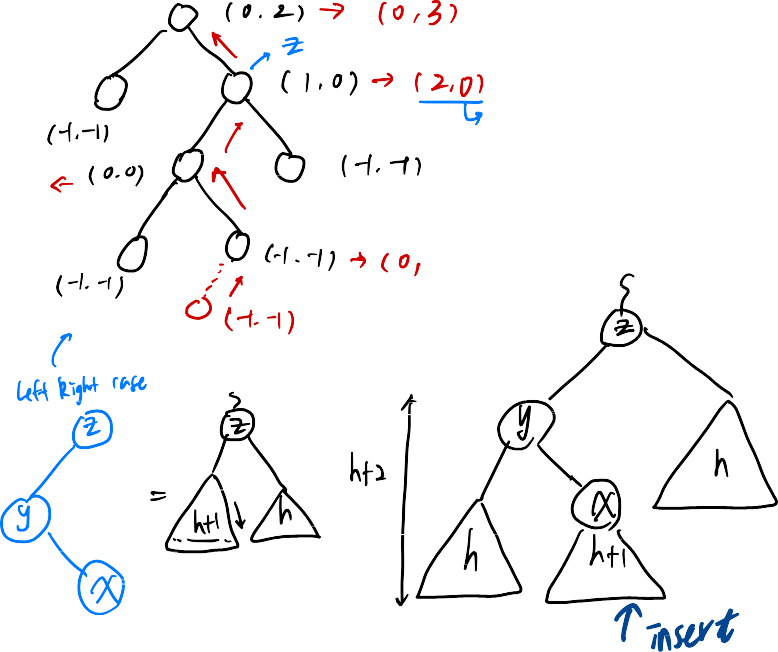 (0.2) → (0,3)
z
(1,0) → (2,0)
(-1.-1)
← (0.0)
(-1,-1)
(-1.-1)
(-1.-1) → (0,
(-1.-1)
Left Right case
z
y
x
=
z
h+1
h
h+2
z
y
h
x
h
h+1
insert